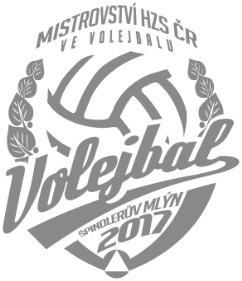 MISTROVSTVÍ HZS ČR
VE VOLEJBALU
Volejbal
ŠPINDLERŮV MLÝN
2017